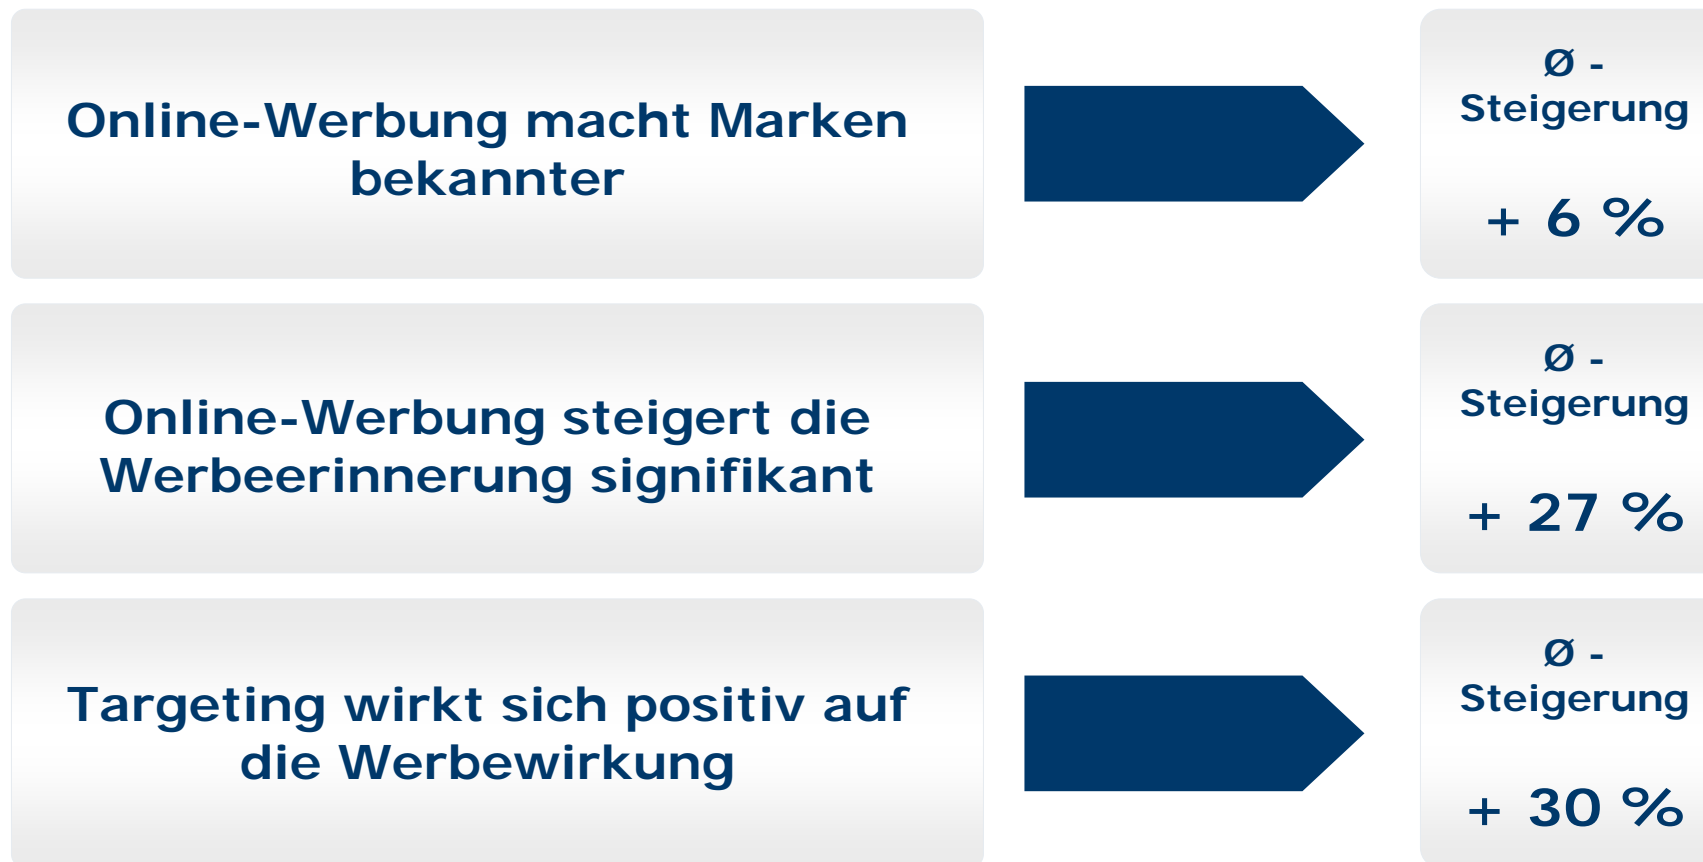 Online-Werbung macht Marken
bekannter
Ø -
Steigerung
+ 6 %
Online-Werbung steigert die
Werbeerinnerung signifikant
Ø -
Steigerung
+ 27 %
Targeting wirkt sich positiv auf
die Werbewirkung
Ø -
Steigerung
+ 30 %